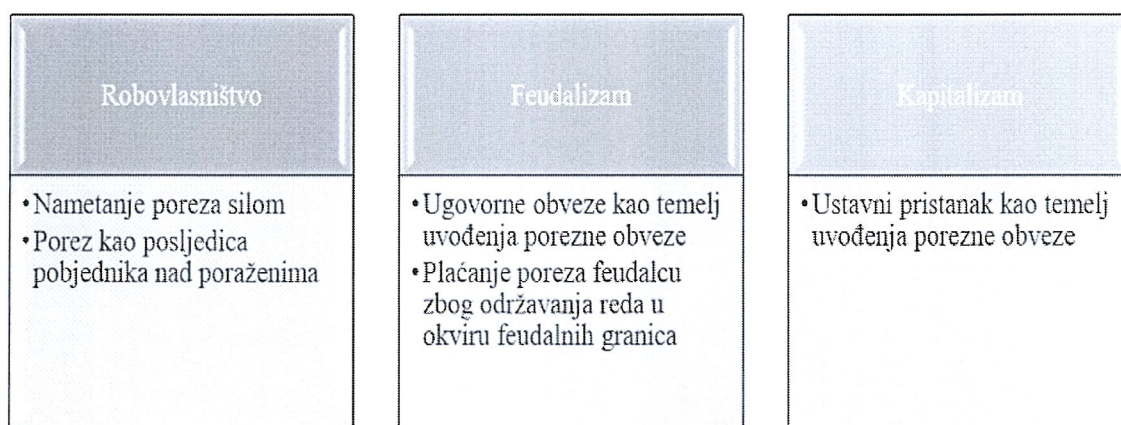 Robovlasništvo
•Nametanje poreza silom
•Porez kao posljedica
pobjednika nad poraženima
Feudalizam
•Ugovorne obveze kao temelj
uvođenja porezne obveze
•Plaćanje poreza feudalcu
zbog održavanja reda u
okviru feudalnih granica
Kapitalizam
•Ustavni pristanak kao temelj
uvođenja porezne obveze